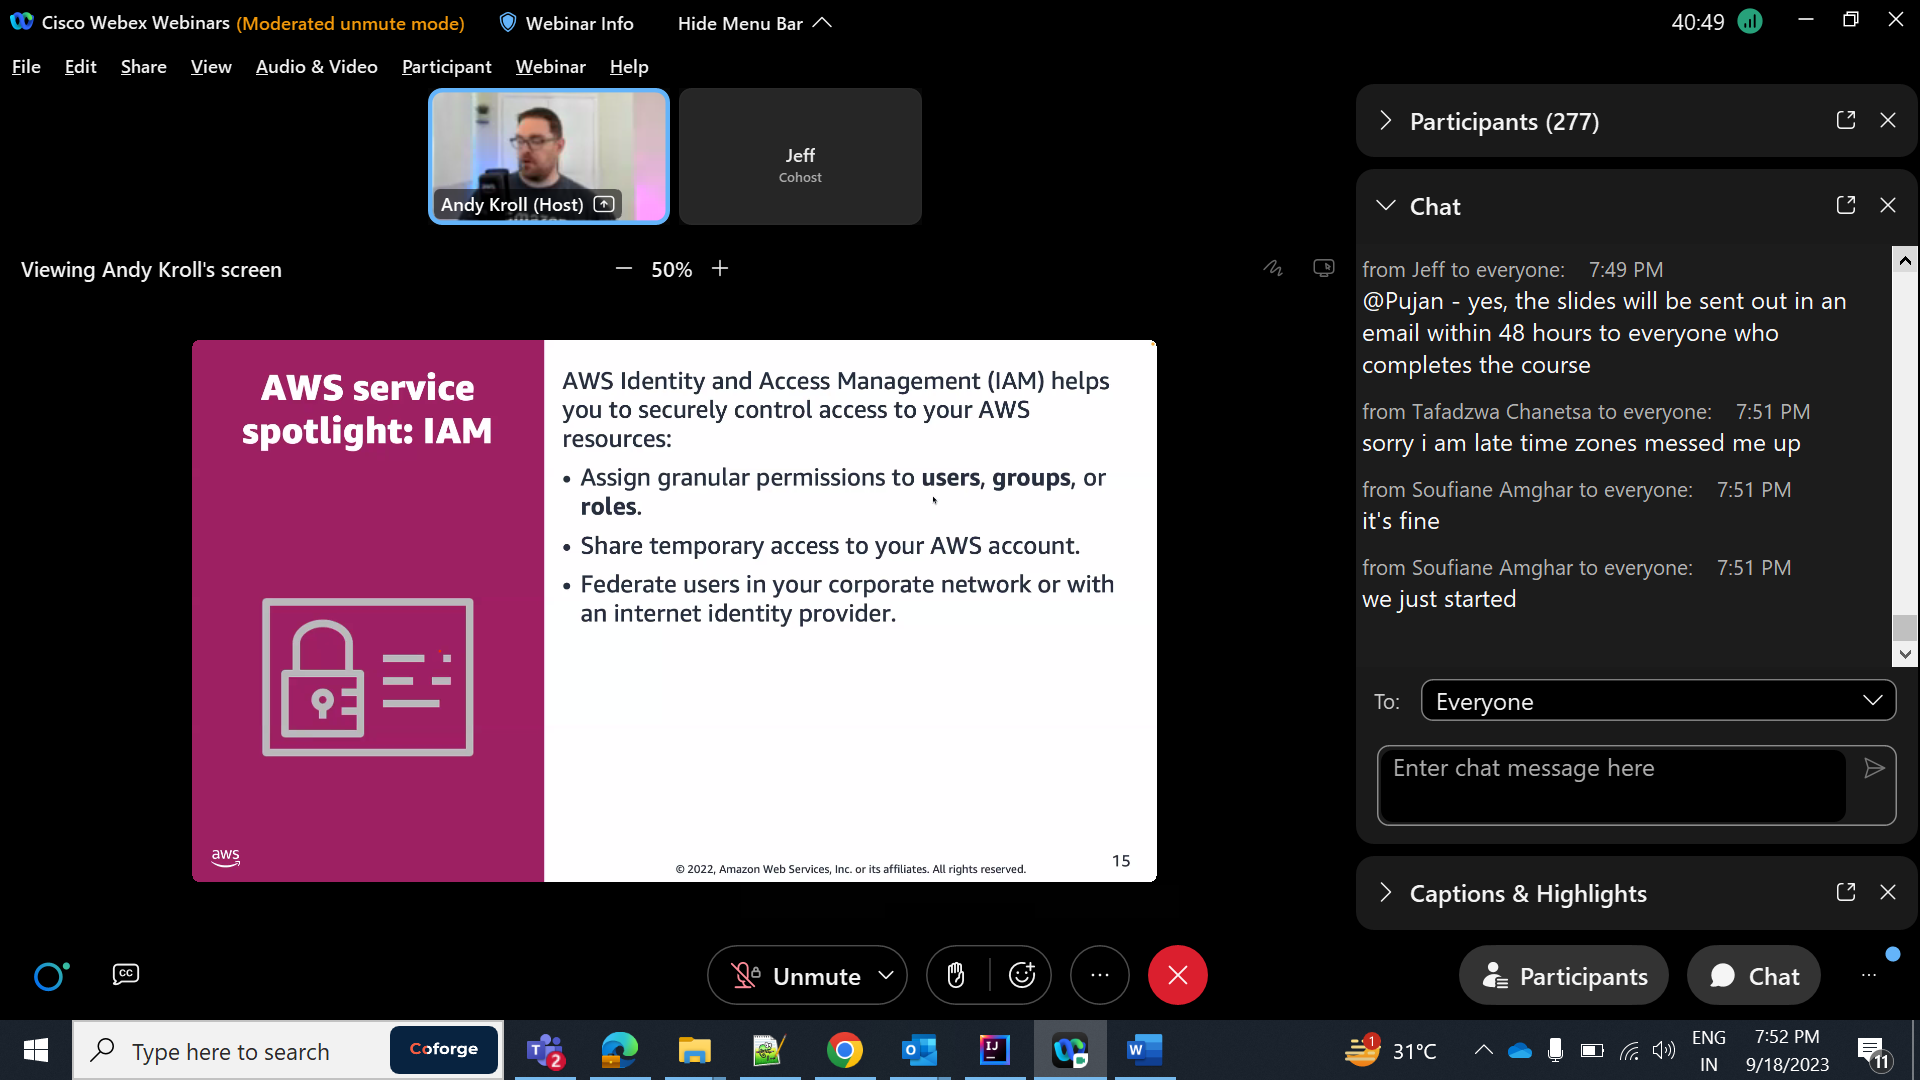 Cisco Webex Webinars (Moderated unmute mode)
Webinar Info
Hide Menu Bar
40:49
File Edit Share View Audio & Video Participant Webinar Help
Andy Kroll (Host)
Jeff
Cohost
Viewing Andy Kroll's screen
50%
AWS service
spotlight: IAM
aws
AWS Identity and Access Management (IAM) helps
you to securely control access to your AWS
resources:
• Assign granular permissions to users, groups, or
roles.
• Share temporary access to your AWS account.
• Federate users in your corporate network or with
an internet identity provider.
© 2022, Amazon Web Services, Inc. or its affiliates. All rights reserved.
15
Participants (277)
Chat
from Jeff to everyone: 7:49 PM
@Pujan - yes, the slides will be sent out in an
email within 48 hours to everyone who
completes the course
from Tafadzwa Chanetsa to everyone: 7:51 PM
sorry i am late time zones messed me up
from Soufiane Amghar to everyone: 7:51 PM
it's fine
from Soufiane Amghar to everyone: 7:51 PM
we just started
To: Everyone
Enter chat message here
Captions & Highlights
CC
Unmute
Participants
Chat
Type here to search
Coforge
2
IJ
W
1
31°C
ENG
IN
7:52 PM
9/18/2023
11